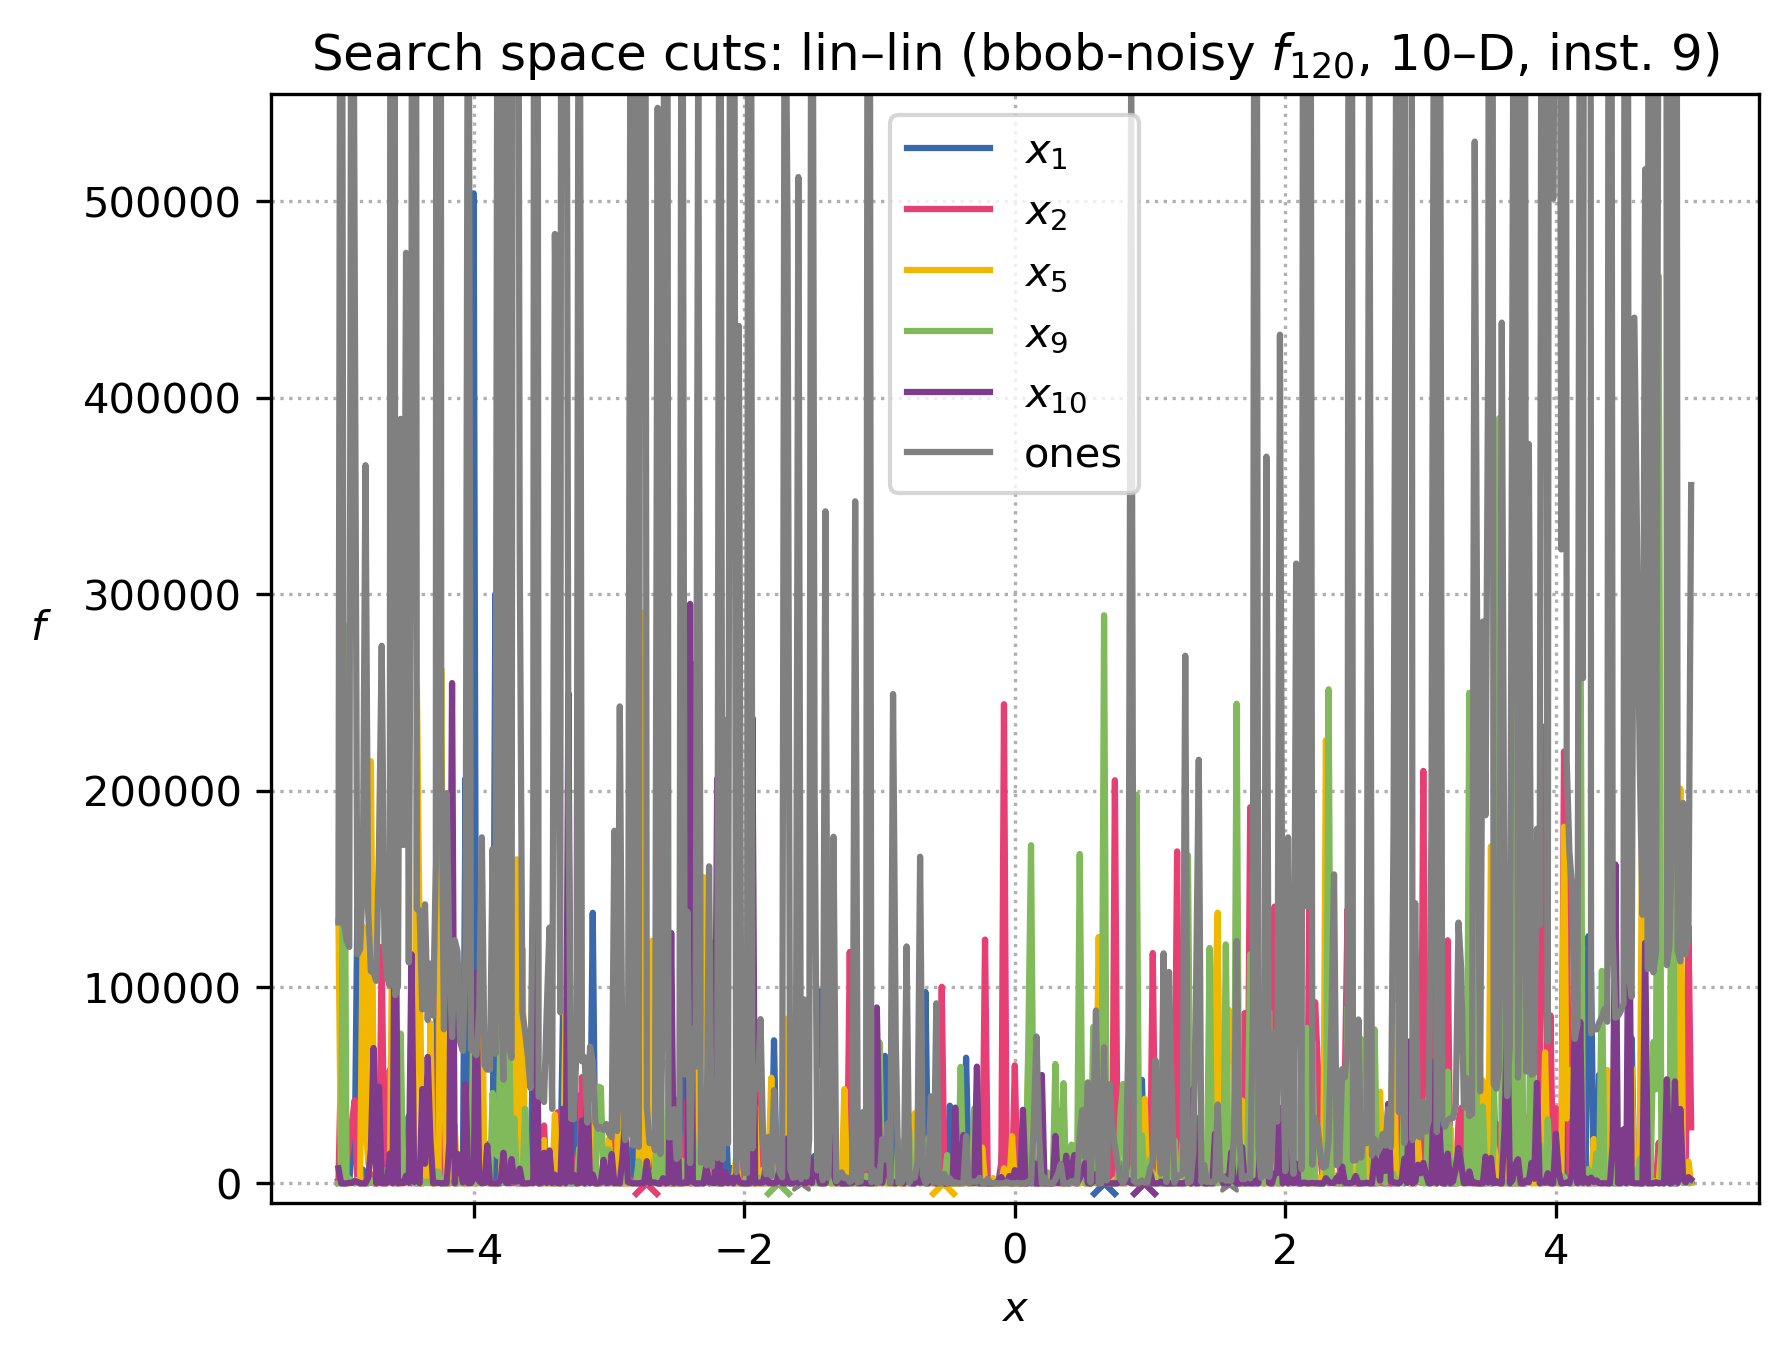 Search space cuts: lin–lin (bbob-noisy f₁₂₀, 10–D, inst. 9)
f
500000
400000
300000
200000
100000
0
x₁
x₂
x₅
x₉
x₁₀
ones
−4
−2
0
2
4
x